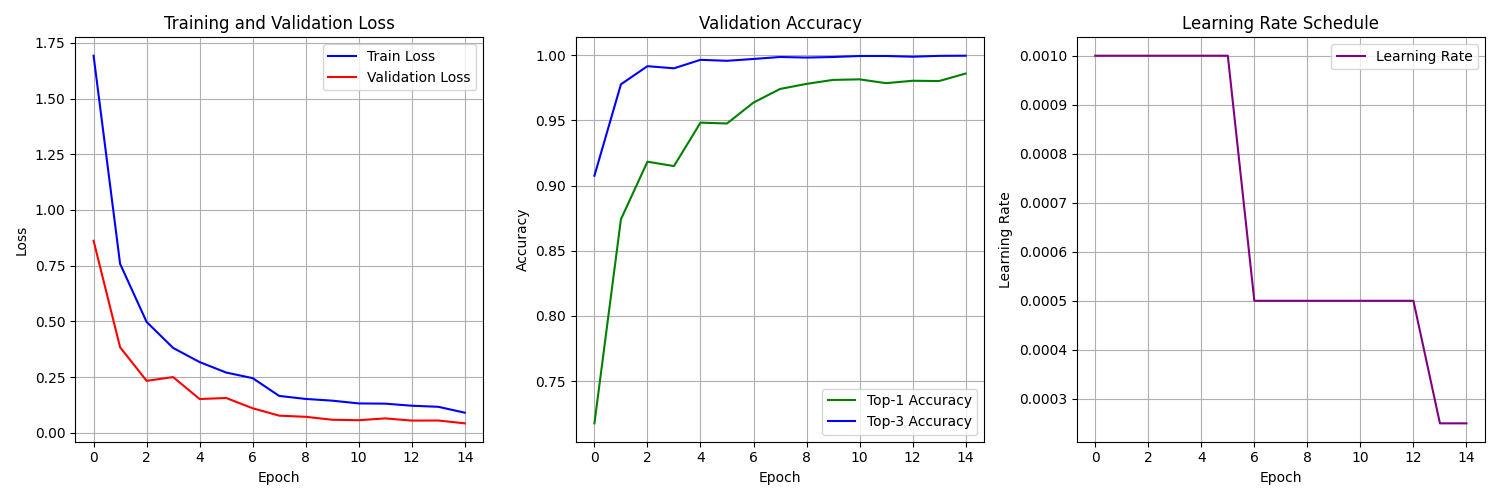 Training and Validation Loss
Loss
1.75
1.50
1.25
1.00
0.75
0.50
0.25
0.00
Train Loss
Validation Loss
0 2 4 6 8 10 12 14
Epoch
Validation Accuracy
Accuracy
1.00
0.95
0.90
0.85
0.80
0.75
Top-1 Accuracy
Top-3 Accuracy
0 2 4 6 8 10 12 14
Epoch
Learning Rate Schedule
Learning Rate
0.0010
0.0009
0.0008
0.0007
0.0006
0.0005
0.0004
0.0003
Learning Rate
0 2 4 6 8 10 12 14
Epoch